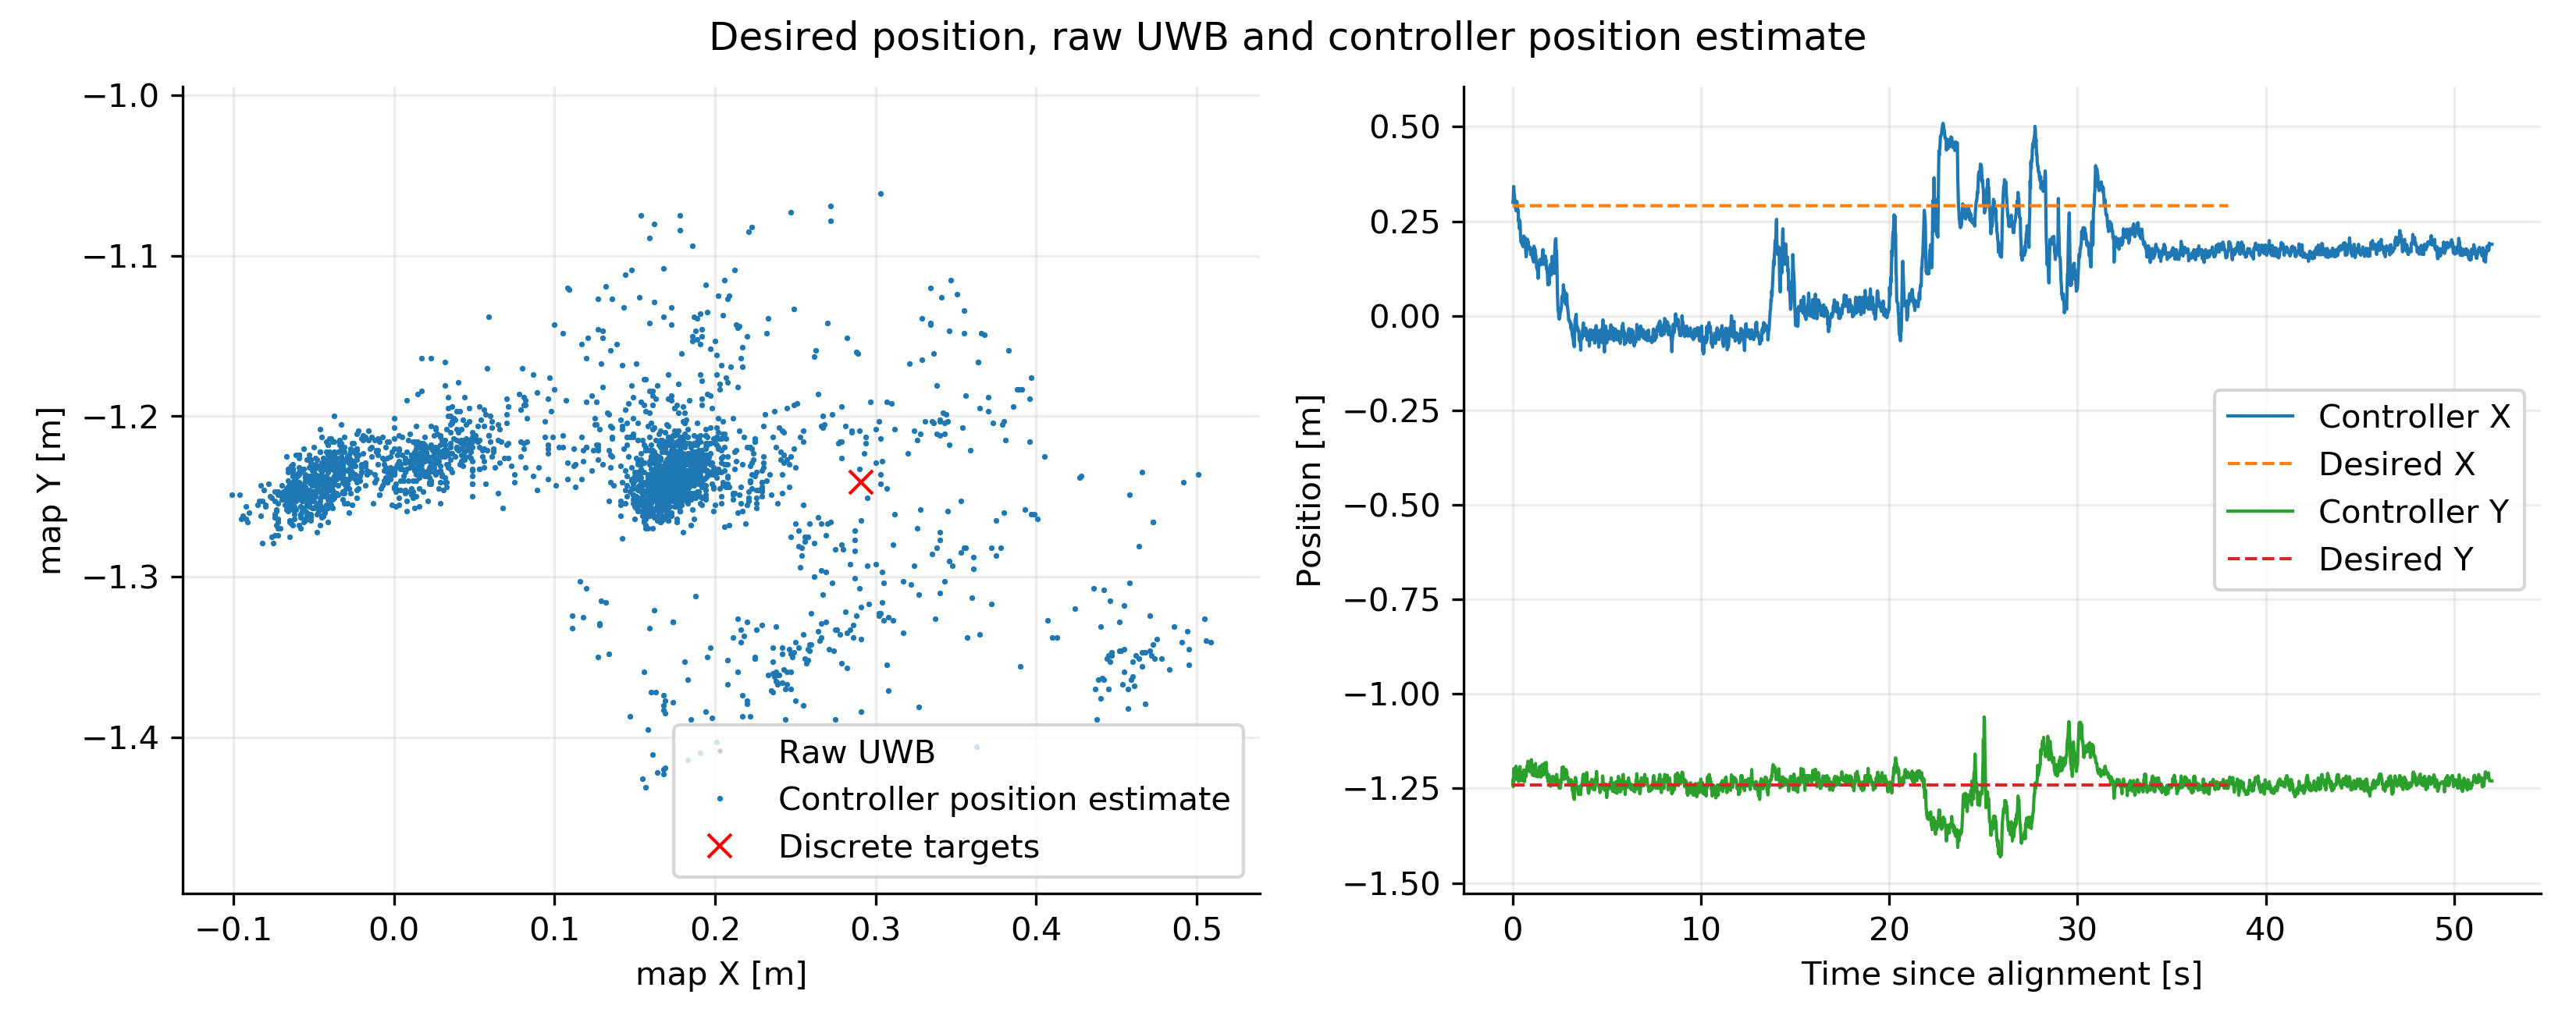 Desired position, raw UWB and controller position estimate
−1.0
−1.1
−1.2
−1.3
−1.4
map Y [m]
−0.1
0.0
0.1
0.2
0.3
0.4
0.5
map X [m]
Raw UWB
Controller position estimate
Discrete targets
0.50
0.25
0.00
−0.25
−0.50
−0.75
−1.00
−1.25
−1.50
Position [m]
0
10
20
30
40
50
Time since alignment [s]
Controller X
Desired X
Controller Y
Desired Y